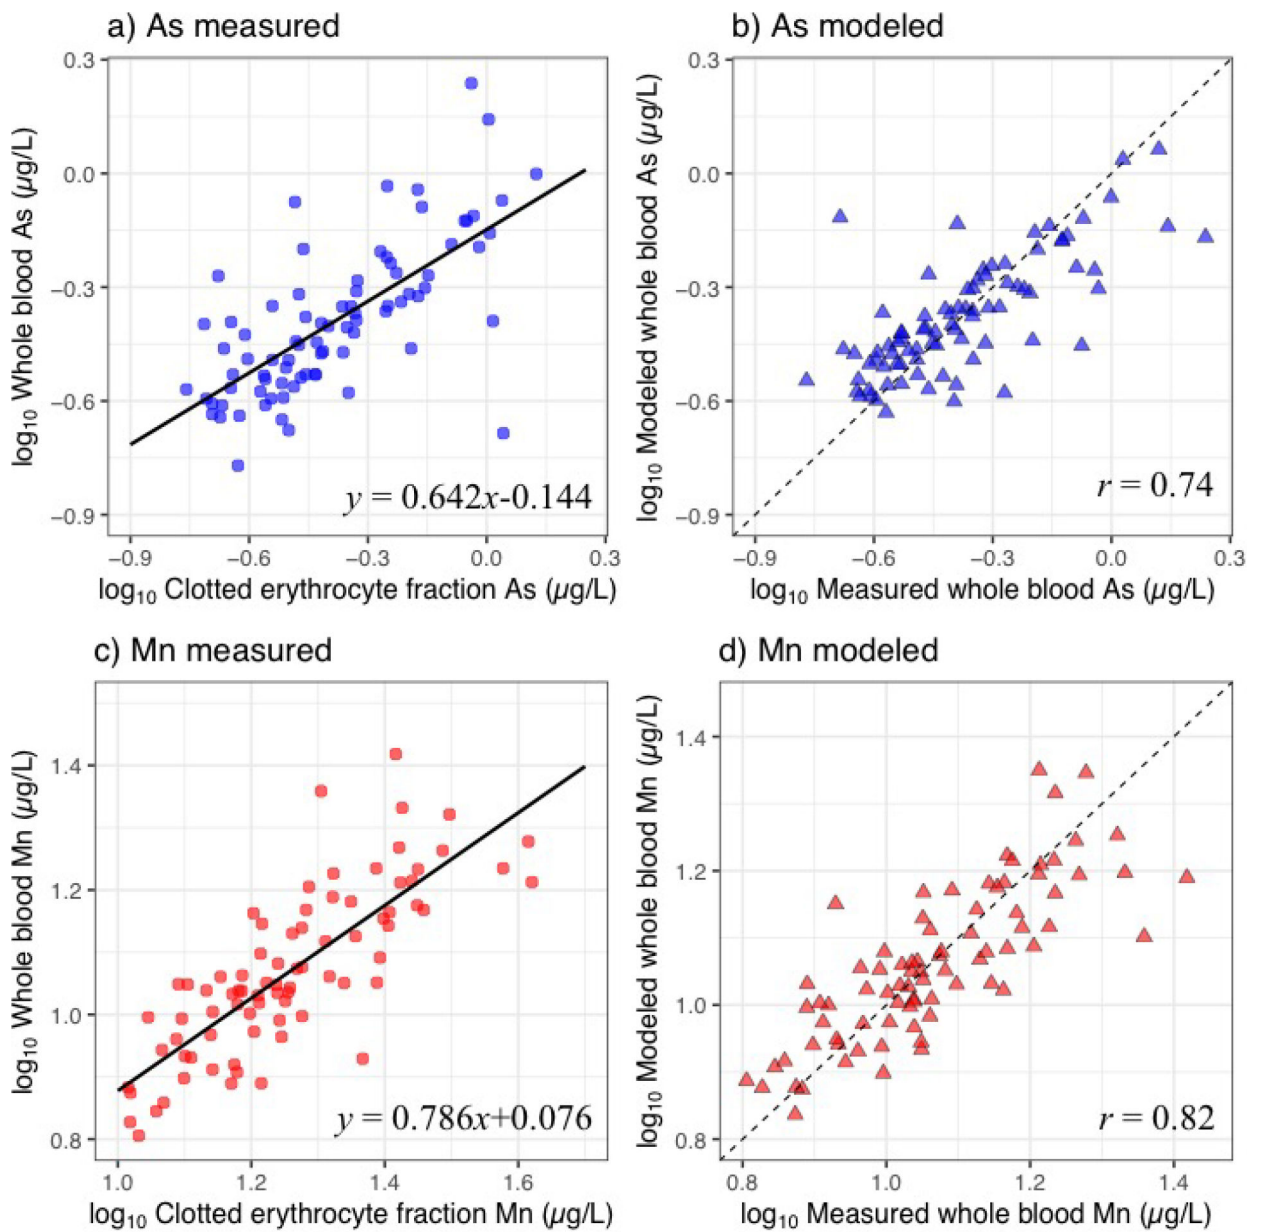 a) As measured
log10 Whole blood As (µg/L)
0.3
0.0
−0.3
−0.6
−0.9
y = 0.642x-0.144
−0.9 −0.6 −0.3 0.0 0.3
log10 Clotted erythrocyte fraction As (µg/L)
b) As modeled
log10 Modeled whole blood As (µg/L)
0.3
0.0
−0.3
−0.6
−0.9
r = 0.74
−0.9 −0.6 −0.3 0.0 0.3
log10 Measured whole blood As (µg/L)
c) Mn measured
log10 Whole blood Mn (µg/L)
1.4
1.2
1.0
0.8
y = 0.786x+0.076
1.0 1.2 1.4 1.6
log10 Clotted erythrocyte fraction Mn (µg/L)
d) Mn modeled
log10 Modeled whole blood Mn (µg/L)
1.4
1.2
1.0
0.8
r = 0.82
0.8 1.0 1.2 1.4
log10 Measured whole blood Mn (µg/L)